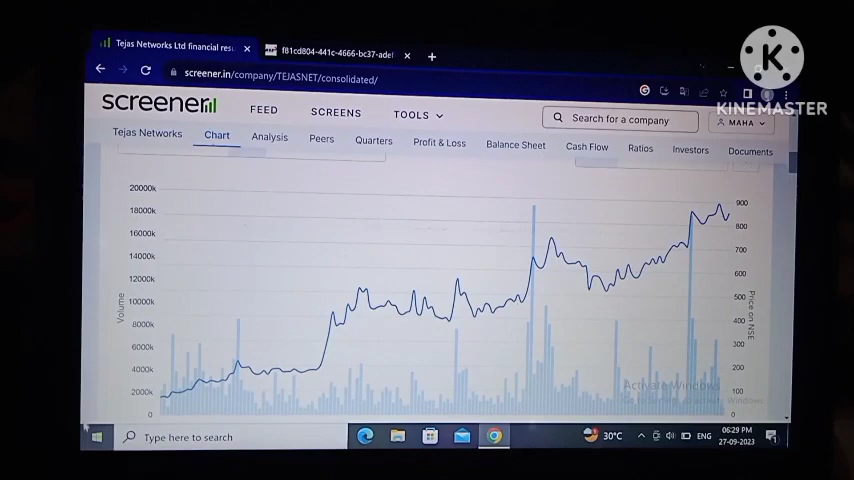 Tejas Networks Ltd financial resu
f81cd804-441c-4666-bc37-adef
screener.in/company/TEJASNET/consolidated/
KINEMASTER
screener
FEED
SCREENS
TOOLS
Search for a company
MAHA
Tejas Networks
Chart
Analysis
Peers
Quarters
Profit & Loss
Balance Sheet
Cash Flow
Ratios
Investors
Documents
20000k
18000k
16000k
14000k
12000k
10000k
8000k
6000k
4000k
2000k
0
Volume
900
800
700
600
500
400
300
200
100
0
Price on NSE
Activate Windows
Type here to search
30°C
ENG
06:29 PM
27-09-2023